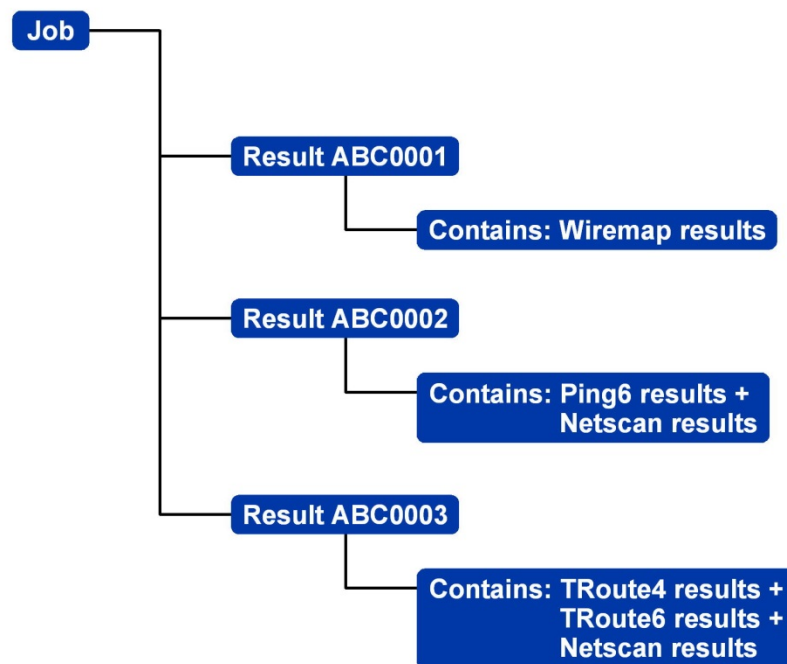 Job
Result ABC0001
Contains: Wiremap results
Result ABC0002
Contains: Ping6 results +
Netscan results
Result ABC0003
Contains: TRoute4 results +
TRoute6 results +
Netscan results